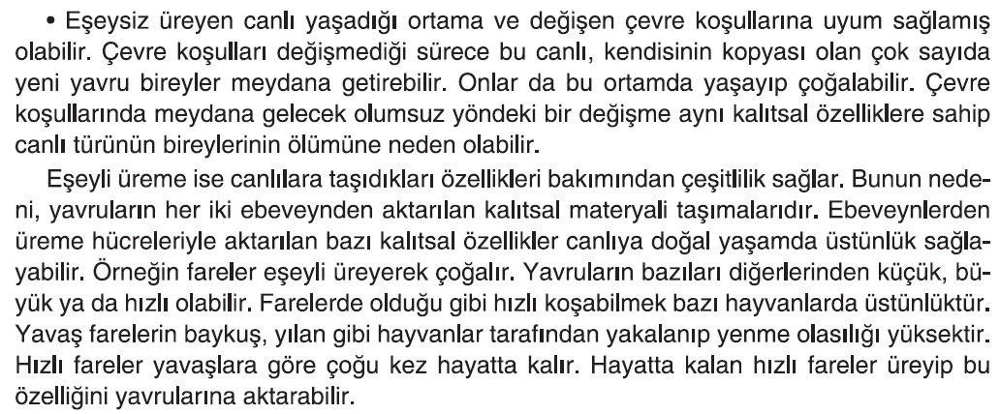 • Eşeysiz üreyen canlı yaşadığı ortama ve değişen çevre koşullarına uyum sağlamış
olabilir. Çevre koşulları değişmediği sürece bu canlı, kendisinin kopyası olan çok sayıda
yeni yavru bireyler meydana getirebilir. Onlar da bu ortamda yaşayıp çoğalabilir. Çevre
koşullarında meydana gelecek olumsuz yöndeki bir değişme aynı kalıtsal özelliklere sahip
canlı türünün bireylerinin ölümüne neden olabilir.
Eşeyli üreme ise canlılara taşıdıkları özellikleri bakımından çeşitlilik sağlar. Bunun nede-
ni, yavruların her iki ebeveynden aktarılan kalıtsal materyali taşımalarıdır. Ebeveynlerden
üreme hücreleriyle aktarılan bazı kalıtsal özellikler canlıya doğal yaşamda üstünlük sağla-
yabilir. Örneğin fareler eşeyli üreyerek çoğalır. Yavruların bazıları diğerlerinden küçük, bü-
yük ya da hızlı olabilir. Farelerde olduğu gibi hızlı koşabilmek bazı hayvanlarda üstünlüktür.
Yavaş farelerin baykuş, yılan gibi hayvanlar tarafından yakalanıp yenme olasılığı yüksektir.
Hızlı fareler yavaşlara göre çoğu kez hayatta kalır. Hayatta kalan hızlı fareler üreyip bu
özelliğini yavrularına aktarabilir.